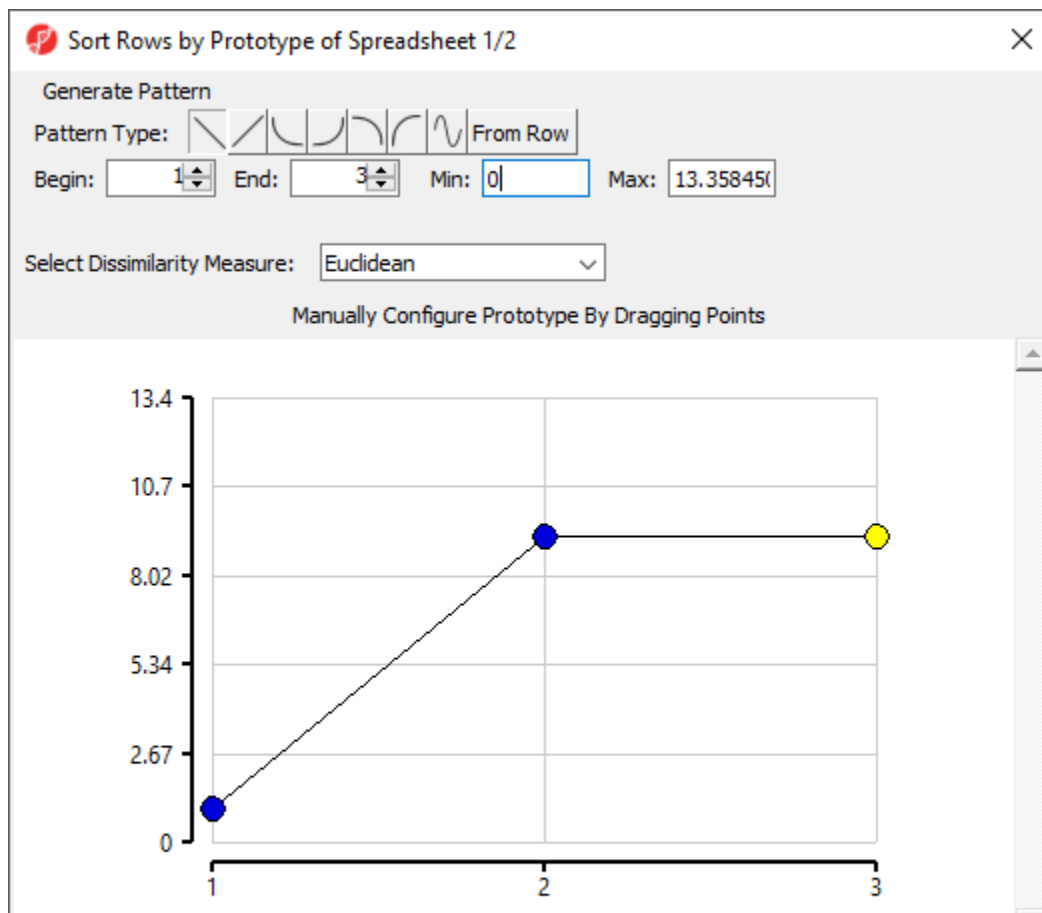 Sort Rows by Prototype of Spreadsheet 1/2
Generate Pattern
Pattern Type: From Row
Begin: 1 End: 3 Min: 0 Max: 13.35845(
Select Dissimilarity Measure: Euclidean
Manually Configure Prototype By Dragging Points
13.4
10.7
8.02
5.34
2.67
0
1 2 3